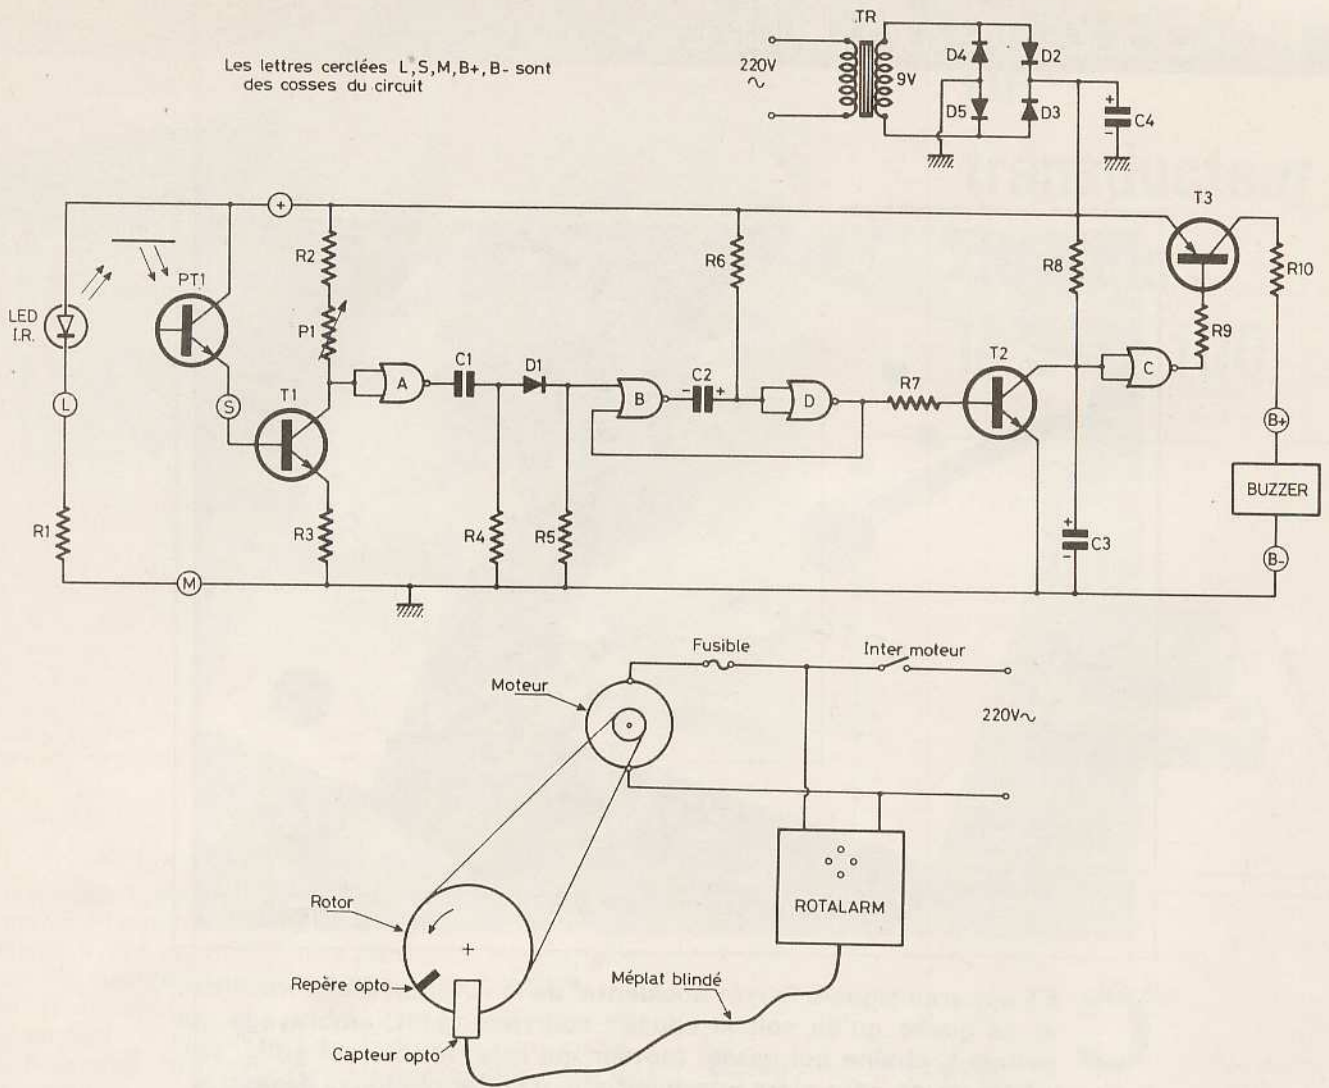 TR
Les lettres cerclées L,S,M,B+,B- sont
des cosses du circuit
220V
~
9V
D4
D2
D5
D3
+
-
C4
T3
+
R2
R6
R8
R10
PT1
LED
I.R.
P1
R9
A
C1
D1
T2
C
L
S
T1
B
- C2 +
D
R7
B+
R1
R3
R4
R5
+
-
C3
BUZZER
B-
M
Fusible
Inter moteur
Moteur
220V~
ROTALARM
Rotor
+
Repère opto
Méplat blindé
Capteur opto